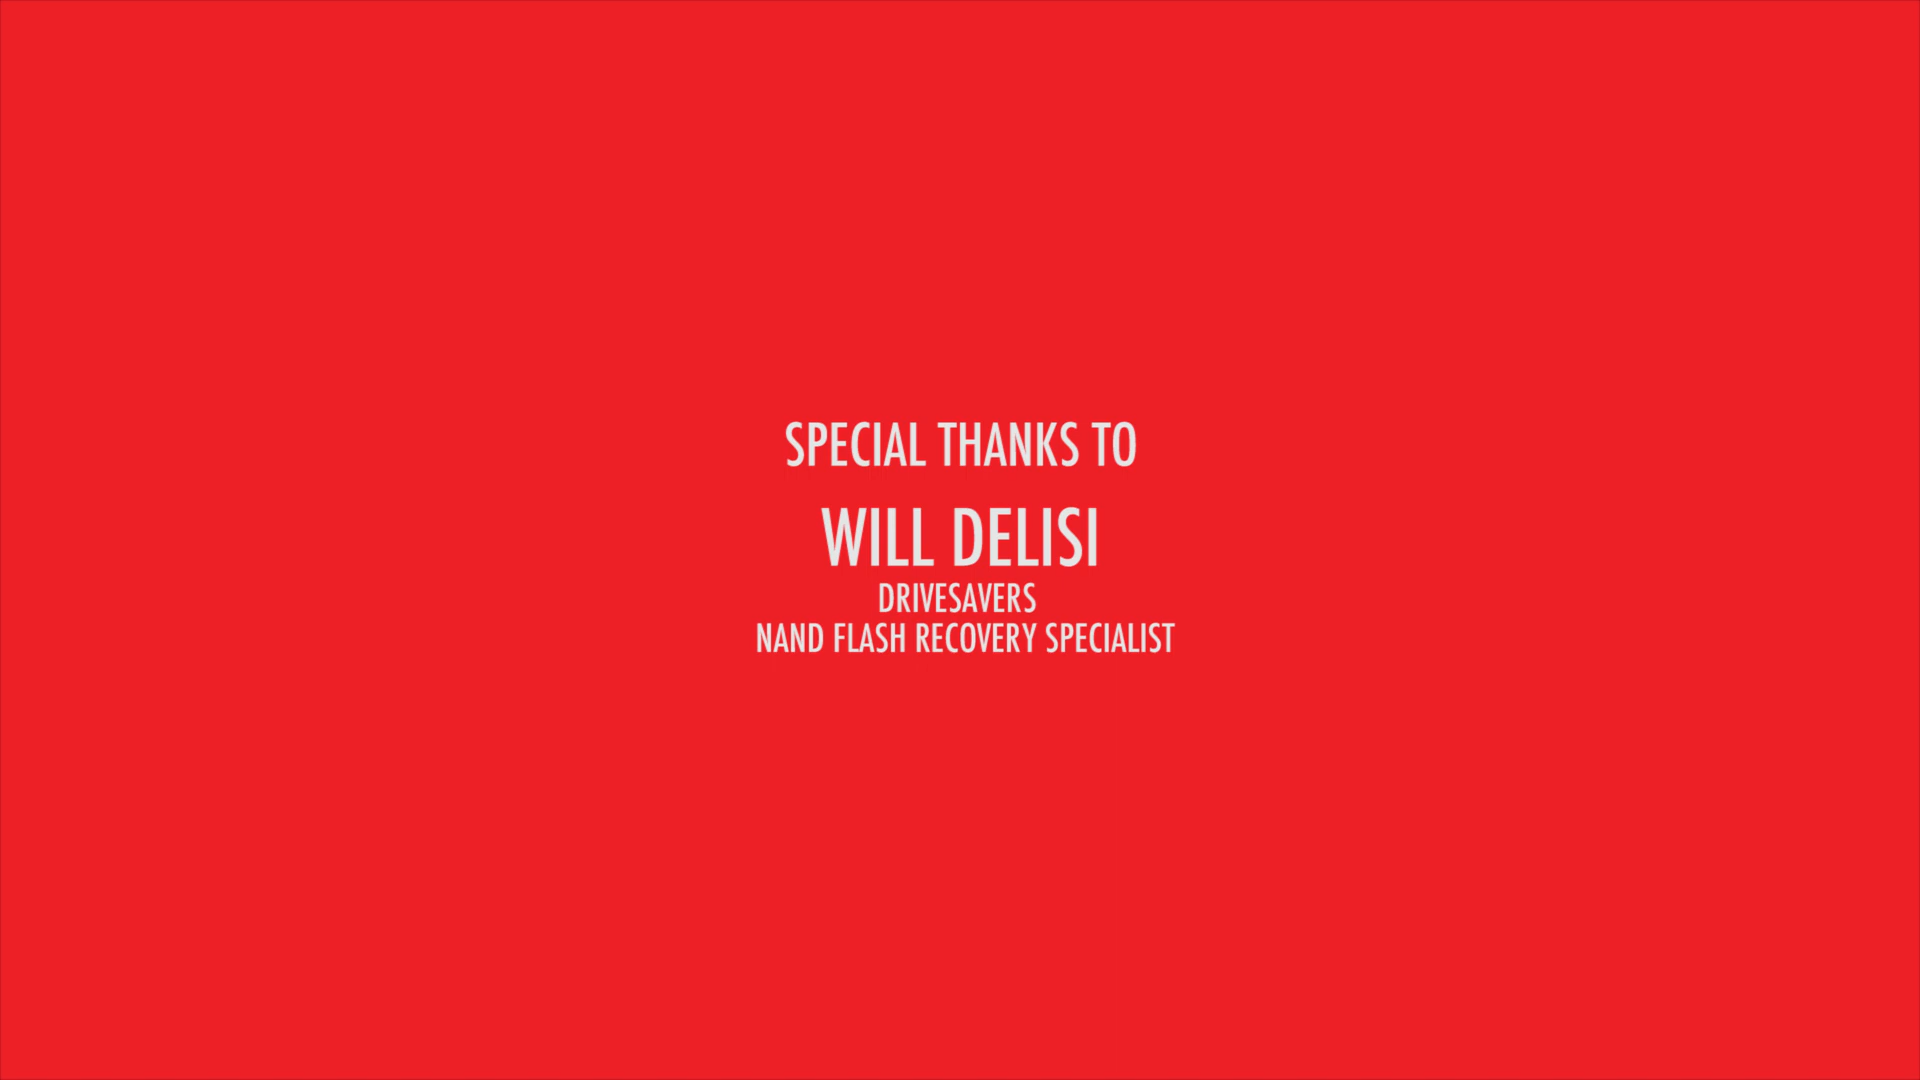 SPECIAL THANKS TO
WILL DELISI
DRIVESAVERS
NAND FLASH RECOVERY SPECIALIST